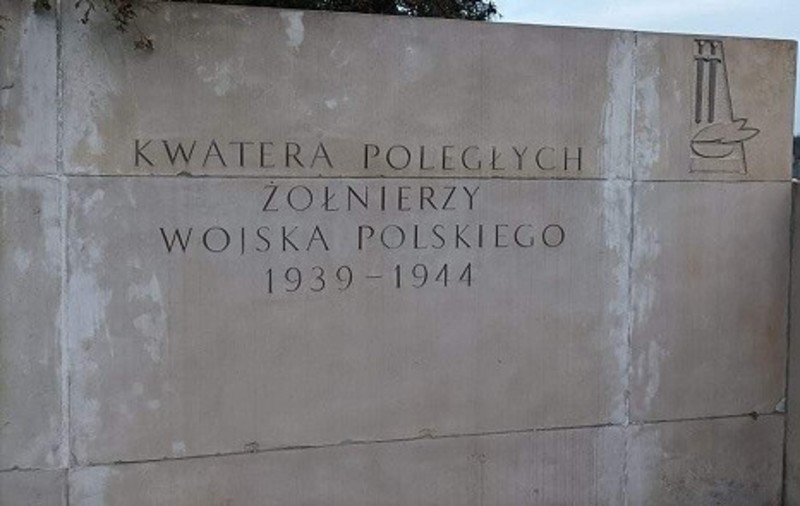 KWATERA POLEGŁYCH
ŻOŁNIERZY
WOJSKA POLSKIEGO
1939-1944